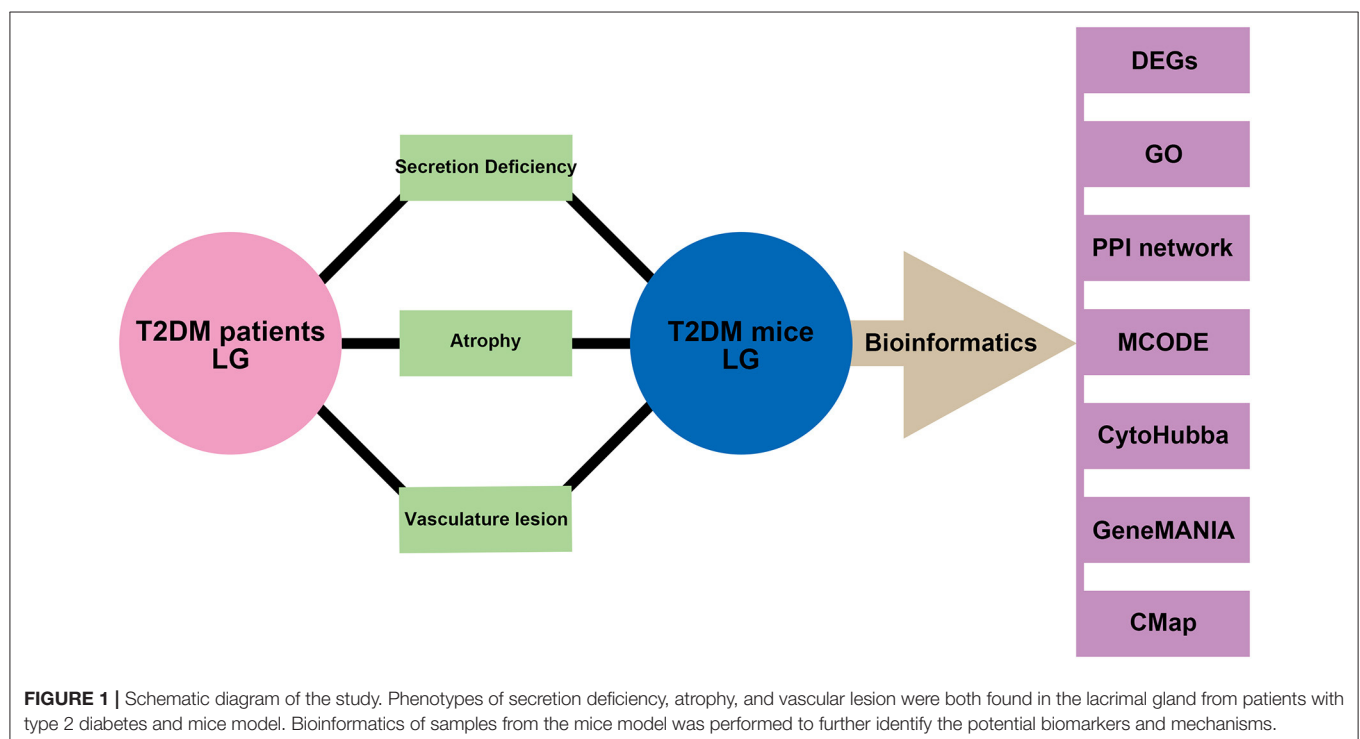 Secretion Deficiency
T2DM patients
LG
Atrophy
T2DM mice
LG
Vasculature lesion
Bioinformatics
DEGs
GO
PPI network
MCODE
CytoHubba
GeneMANIA
CMap
FIGURE 1 | Schematic diagram of the study. Phenotypes of secretion deficiency, atrophy, and vascular lesion were both found in the lacrimal gland from patients with
type 2 diabetes and mice model. Bioinformatics of samples from the mice model was performed to further identify the potential biomarkers and mechanisms.